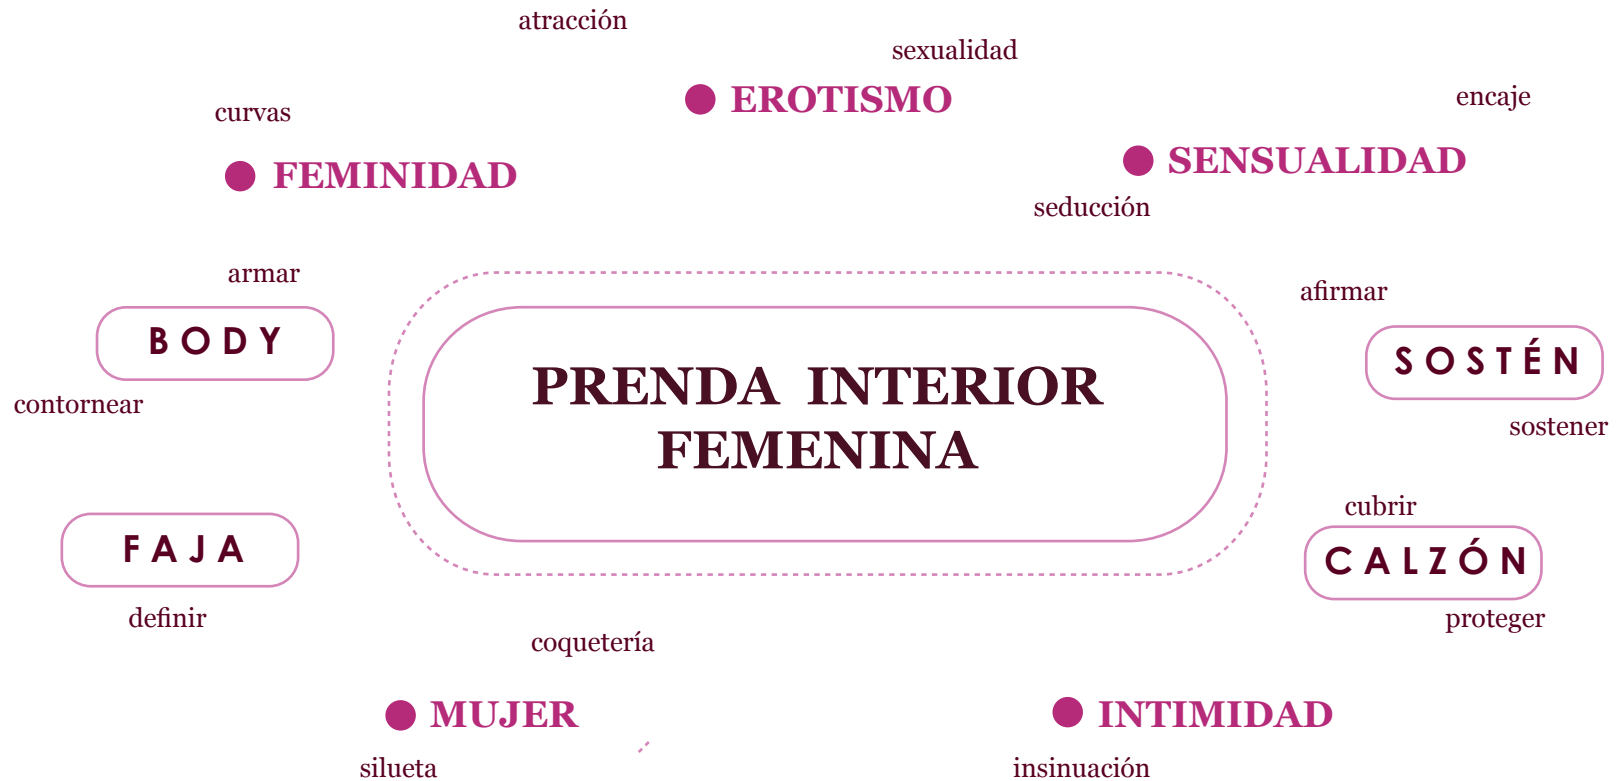 atracción
sexualidad
EROTISMO
encaje
curvas
FEMINIDAD
SENSUALIDAD
seducción
armar
BODY
contornear
afirmar
SOSTÉN
sostener
PRENDA INTERIOR
FEMENINA
FAJA
definir
cubrir
CALZÓN
proteger
coquetería
MUJER
silueta
INTIMIDAD
insinuación